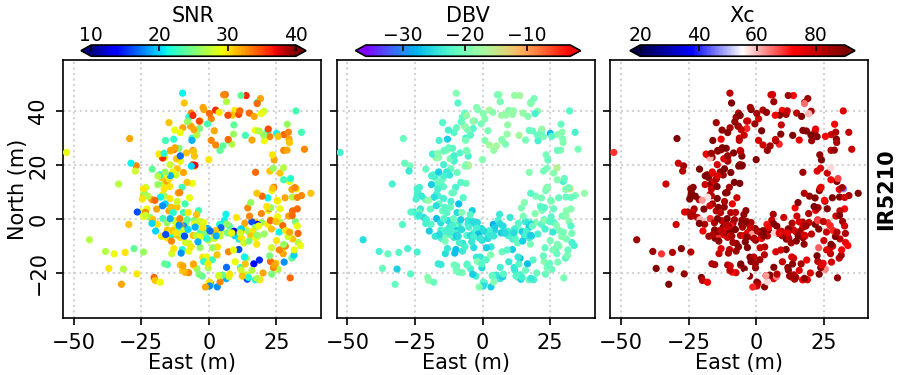 SNR DBV Xc
10 20 30 40 −30 −20 −10 20 40 60 80
North (m)
40
20
0
−20
IR5210
−50 −25 0 25 −50 −25 0 25 −50 −25 0 25
East (m) East (m) East (m)